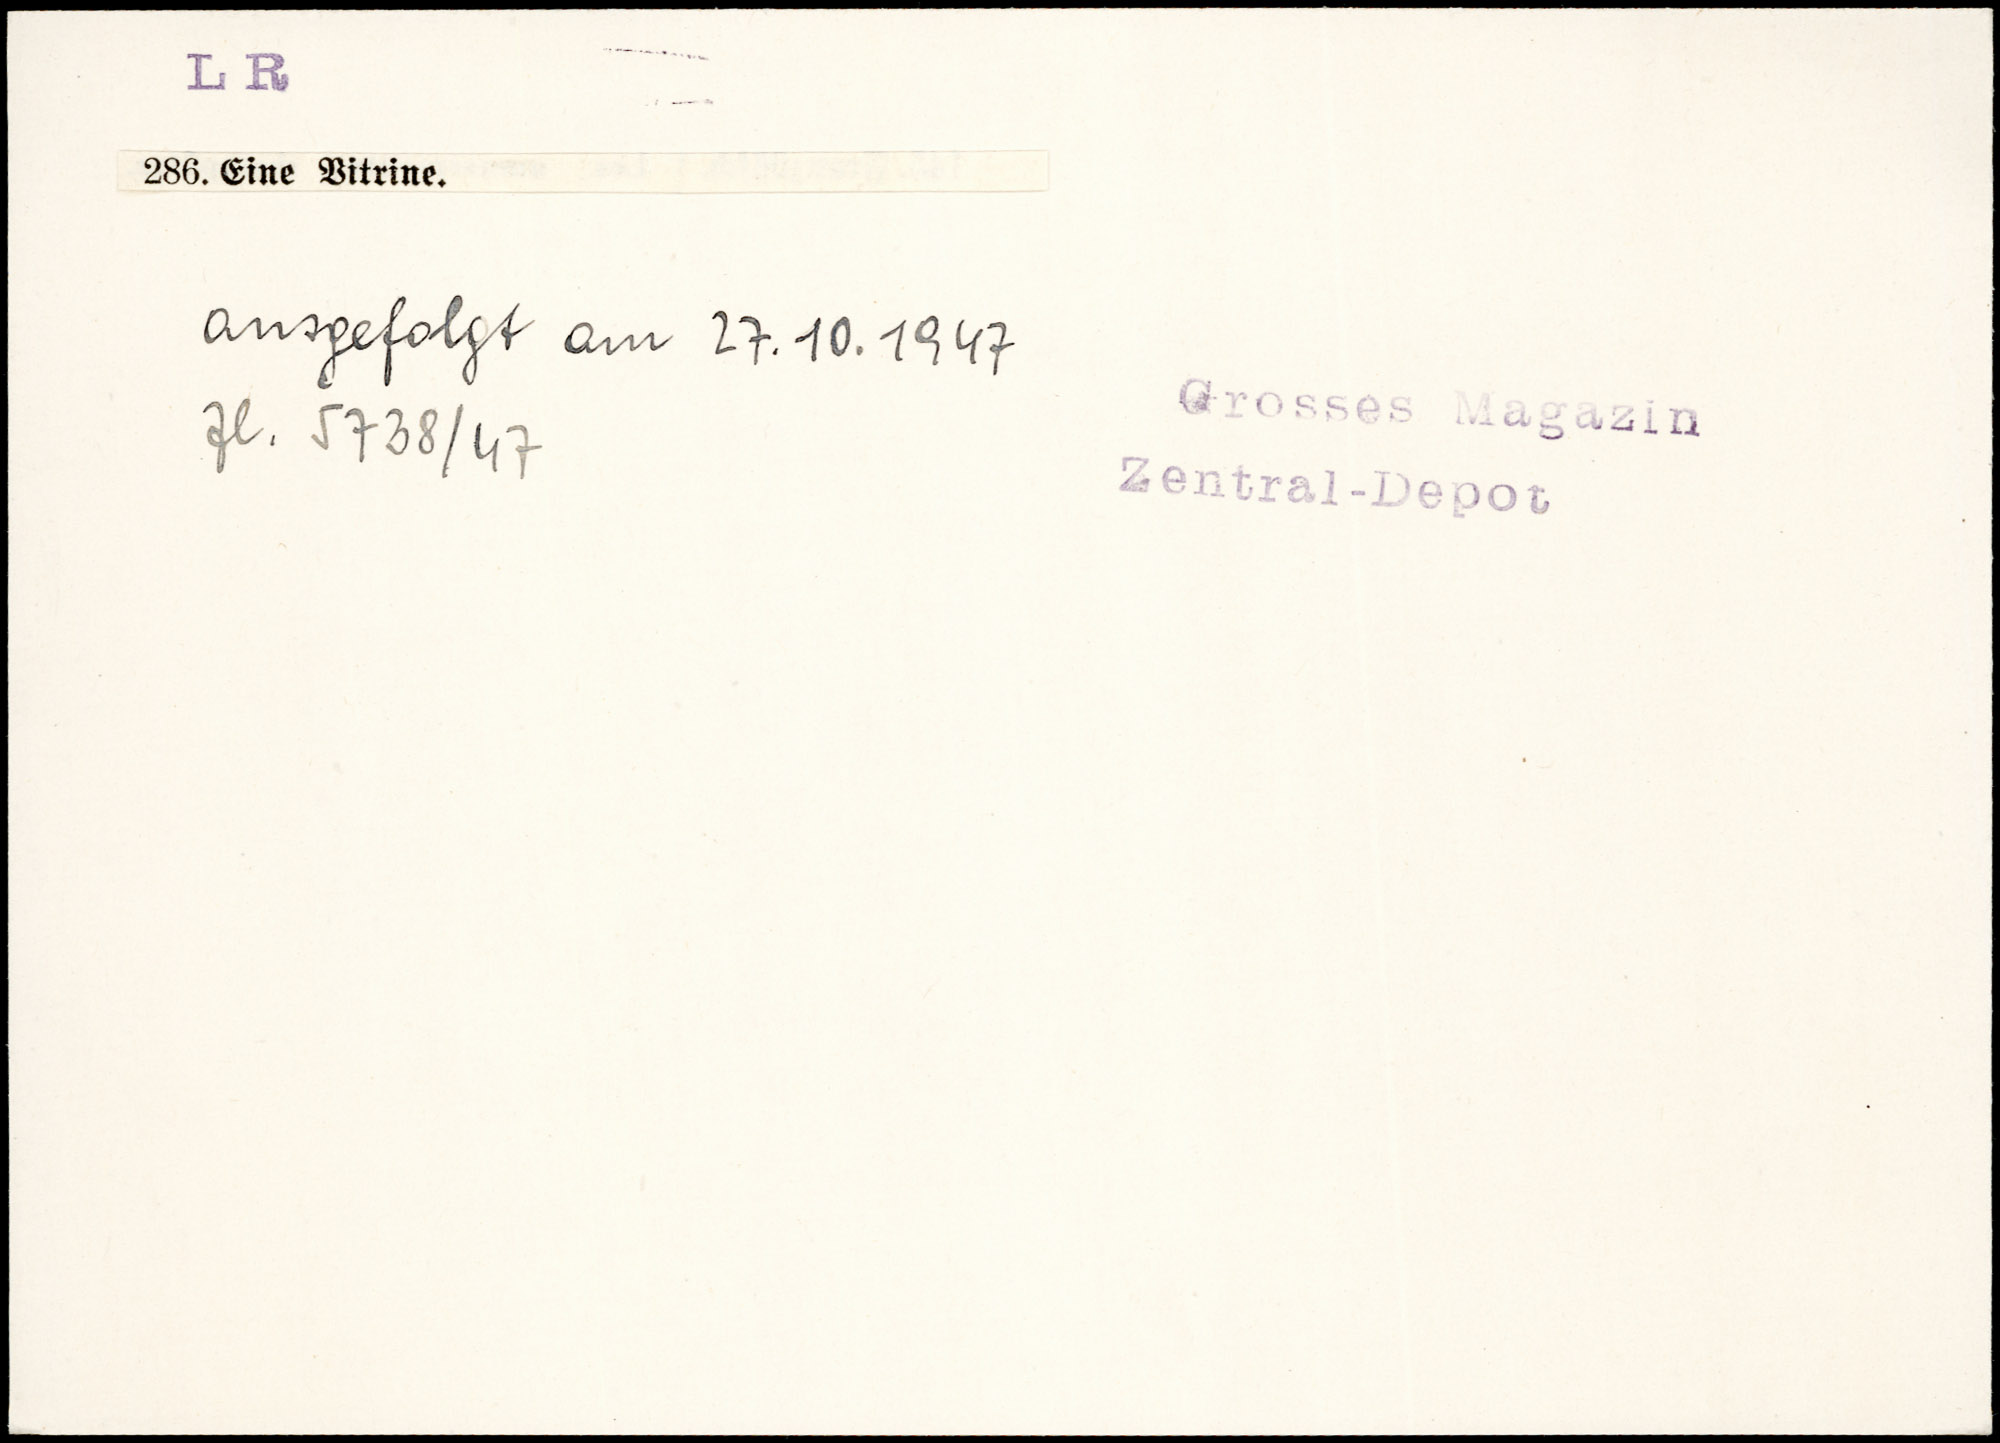 L R
286. Eine Vitrine.
ausgefolgt am 27.10.1947
Zl. 5738/47
Grosses Magazin
Zentral-Depot